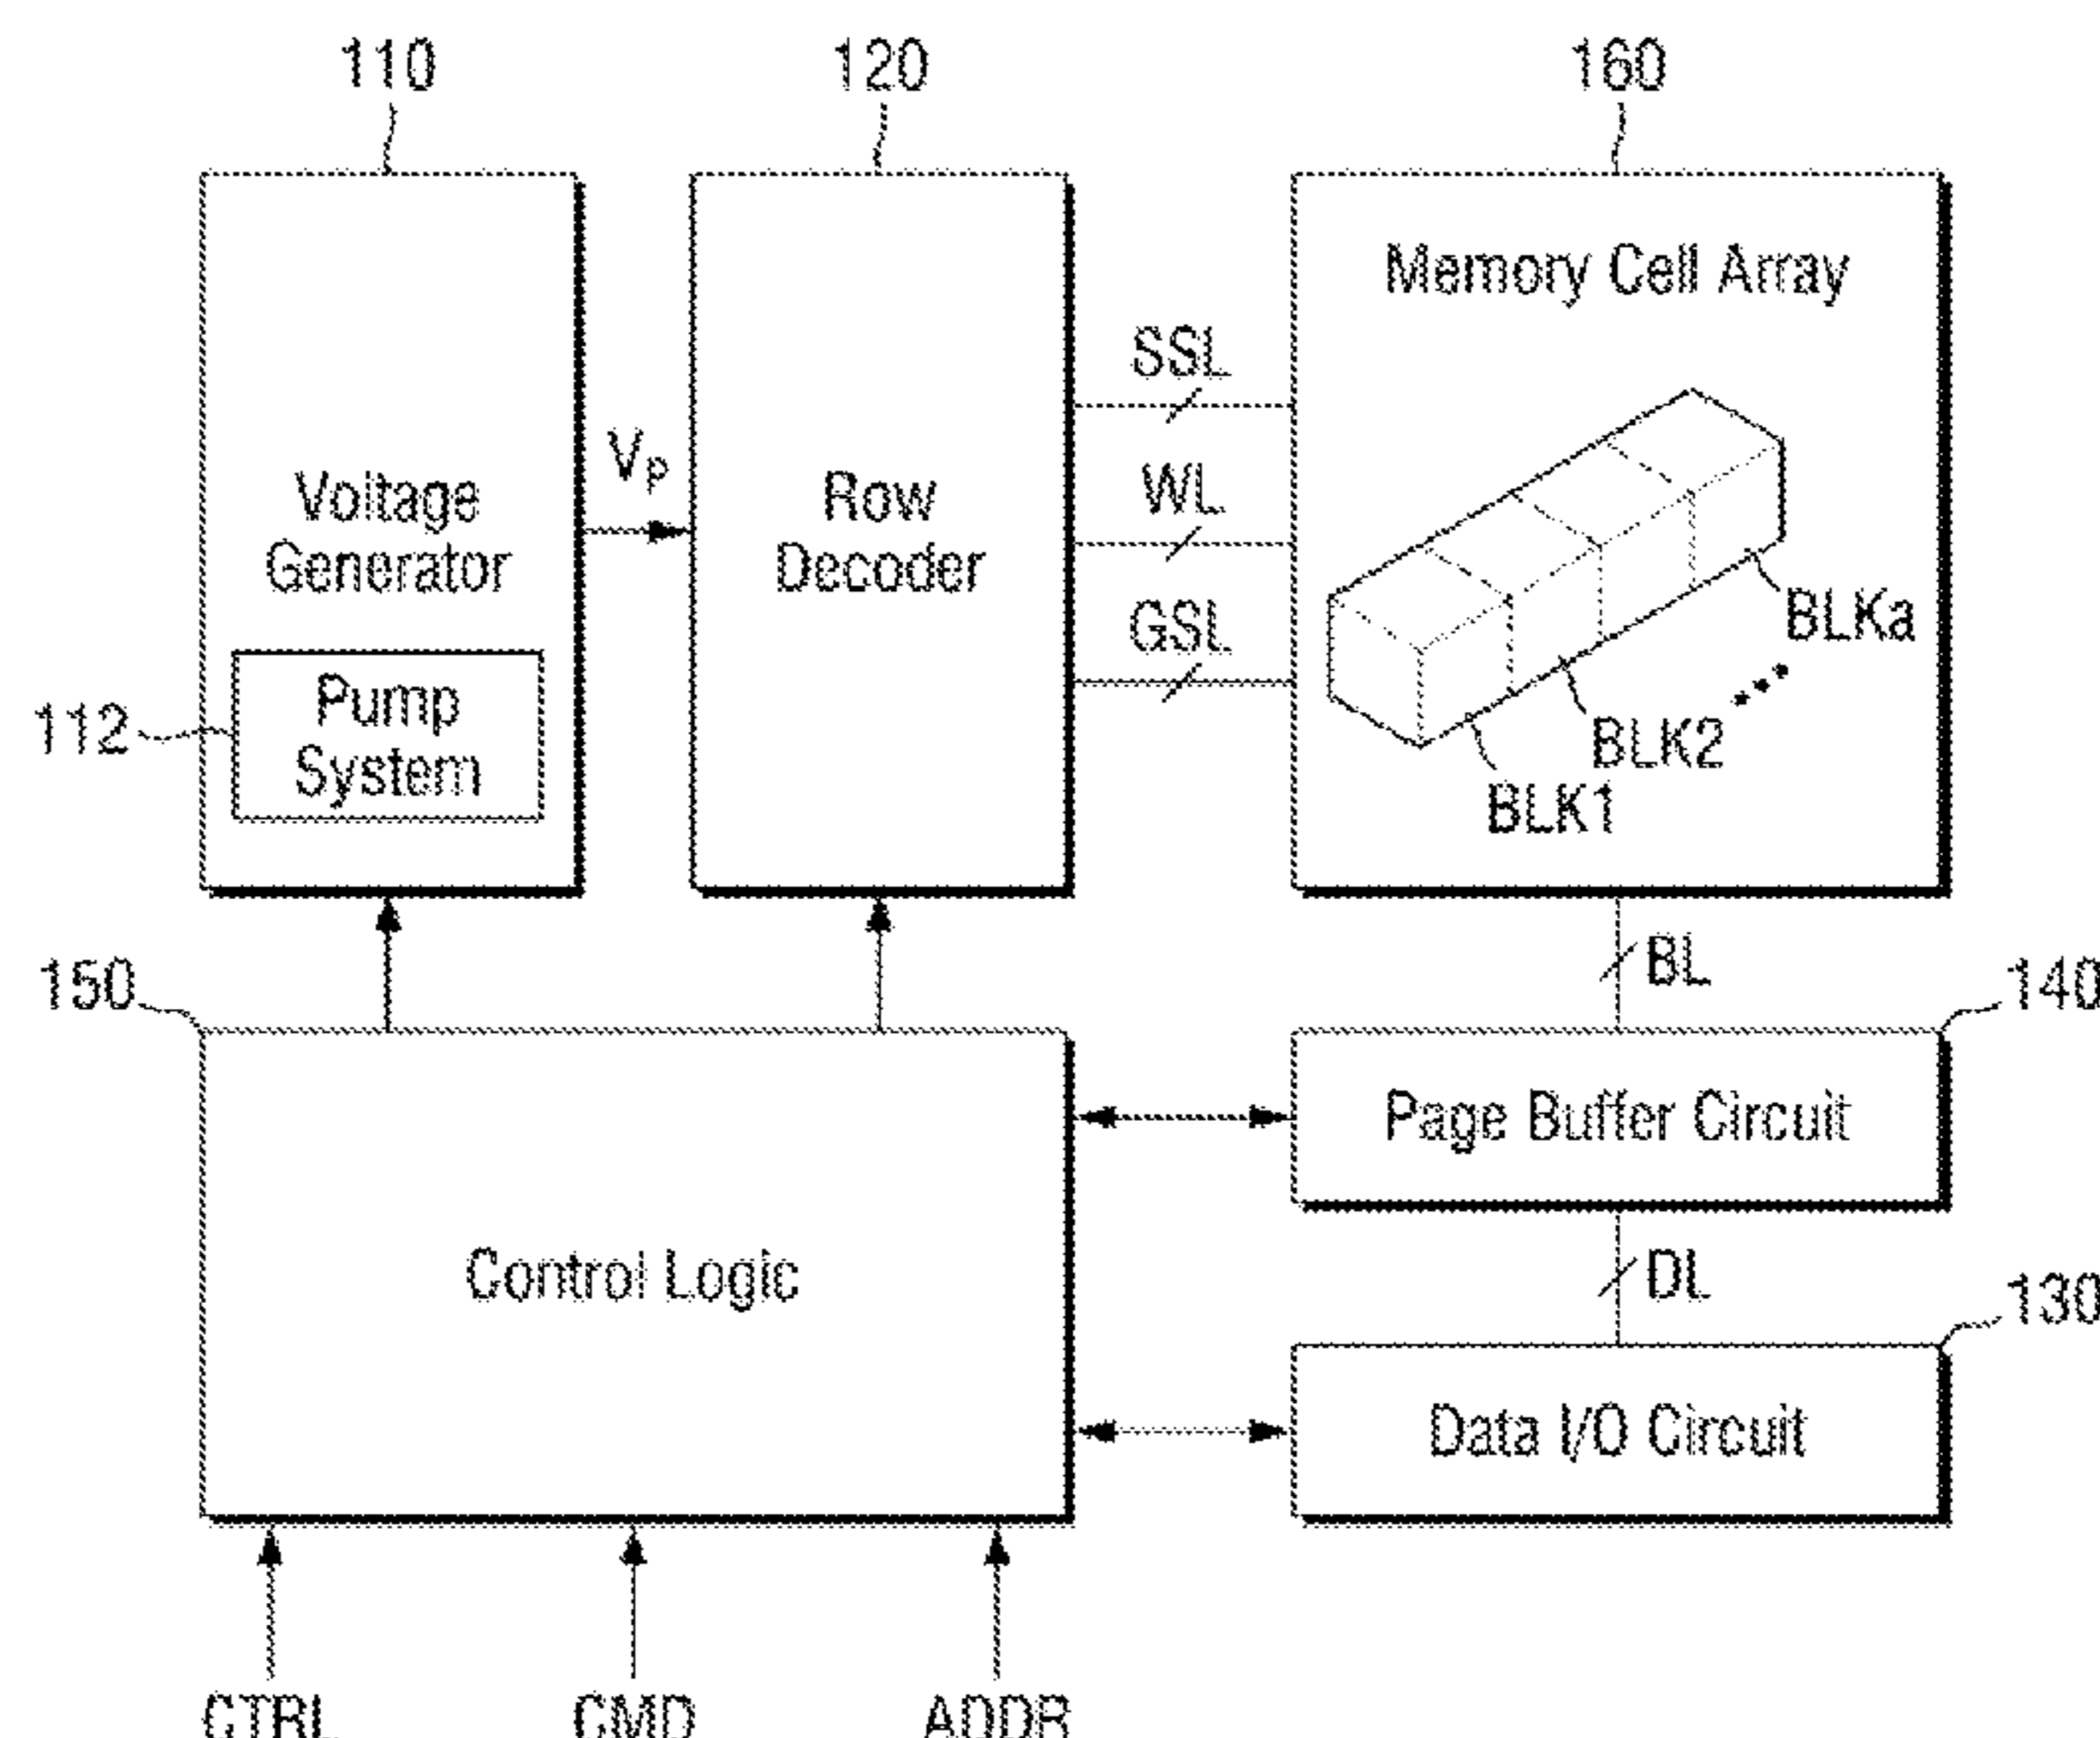 110
120
160
Memory Cell Array
SSL
Vp
WL
Voltage
Generator
Row
Decoder
GSL
BLKa
112
Pump
System
BLK2
BLK1
BL
150
140
Page Buffer Circuit
Control Logic
DL
130
Data I/O Circuit
CTRL
CMD
ADDR